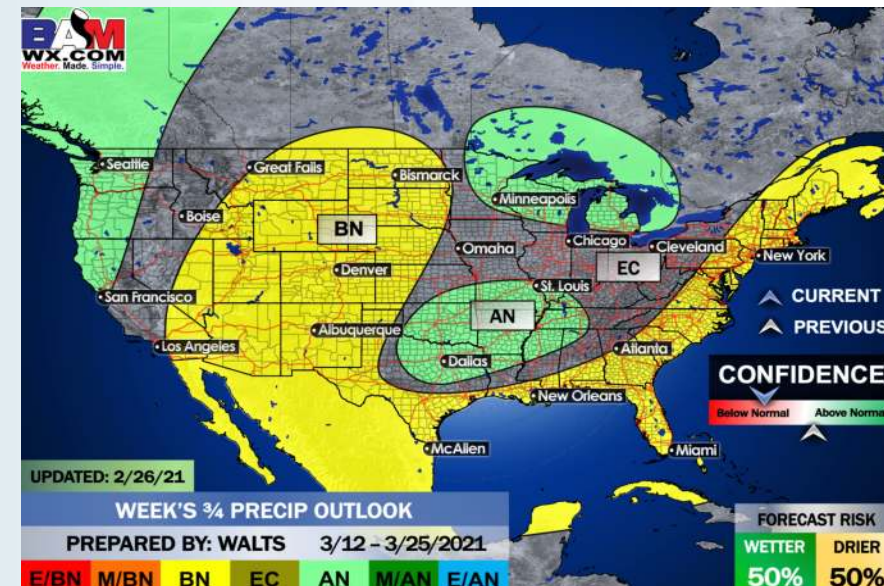 BAM
WX.COM
Weather. Made. Simple.
Seattle
Great Falls
Bismarck
Minneapolis
Boise
BN
Omaha
Chicago
Cleveland
EC
New York
Denver
St. Louis
San Francisco
AN
CURRENT
PREVIOUS
Albuquerque
Los Angeles
Dallas
Atlanta
CONFIDENCE
Below Normal
Above Norma
New Orleans
McAllen
Miami
UPDATED: 2/26/21
WEEK'S ¾ PRECIP OUTLOOK
PREPARED BY: WALTS 3/12 – 3/25/2021
FORECAST RISK
WETTER DRIER
50% 50%
E/BN M/BN BN EC AN M/AN E/AN